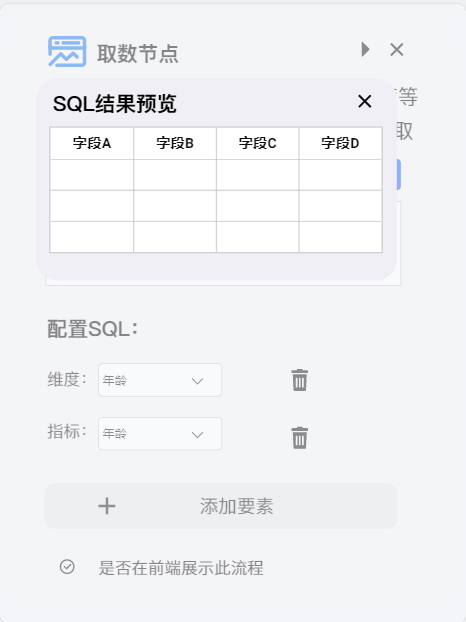 取数节点
等
取
SQL结果预览
字段A 字段B 字段C 字段D
配置SQL：
维度： 年龄
指标： 年龄
添加要素
是否在前端展示此流程